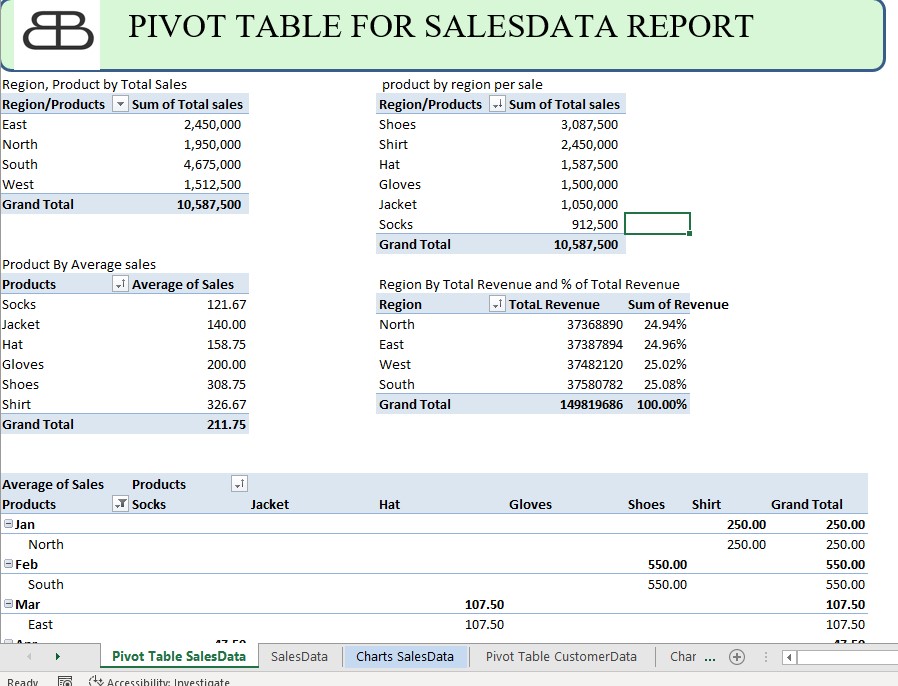 PIVOT TABLE FOR SALESDATA REPORT
Region, Product by Total Sales
Region/Products Sum of Total sales
East 2,450,000
North 1,950,000
South 4,675,000
West 1,512,500
Grand Total 10,587,500
product by region per sale
Region/Products Sum of Total sales
Shoes 3,087,500
Shirt 2,450,000
Hat 1,587,500
Gloves 1,500,000
Jacket 1,050,000
Socks 912,500
Grand Total 10,587,500
Product By Average sales
Products Average of Sales
Socks 121.67
Jacket 140.00
Hat 158.75
Gloves 200.00
Shoes 308.75
Shirt 326.67
Grand Total 211.75
Region By Total Revenue and % of Total Revenue
Region TotaL Revenue Sum of Revenue
North 37368890 24.94%
East 37387894 24.96%
West 37482120 25.02%
South 37580782 25.08%
Grand Total 149819686 100.00%
Average of Sales Products
Products Socks Jacket Hat Gloves Shoes Shirt Grand Total
Jan 250.00 250.00
North 250.00 250.00
Feb 550.00 550.00
South 550.00 550.00
Mar 107.50 107.50
East 107.50 107.50
Pivot Table SalesData SalesData Charts SalesData Pivot Table CustomerData Char ...
Ready Accessibility: Investigate